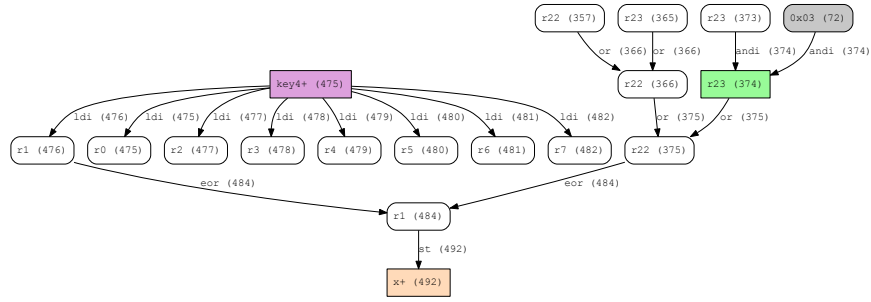 r22 (357) r23 (365) r23 (373) 0x03 (72)
or (366) or (366) andi (374) andi (374)
key4+ (475) r22 (366) r23 (374)
ldi (476) ldi (475) ldi (477) ldi (478) ldi (479) ldi (480) ldi (481) ldi (482) or (375) or (375)
r1 (476) r0 (475) r2 (477) r3 (478) r4 (479) r5 (480) r6 (481) r7 (482) r22 (375)
eor (484) eor (484)
r1 (484)
st (492)
x+ (492)